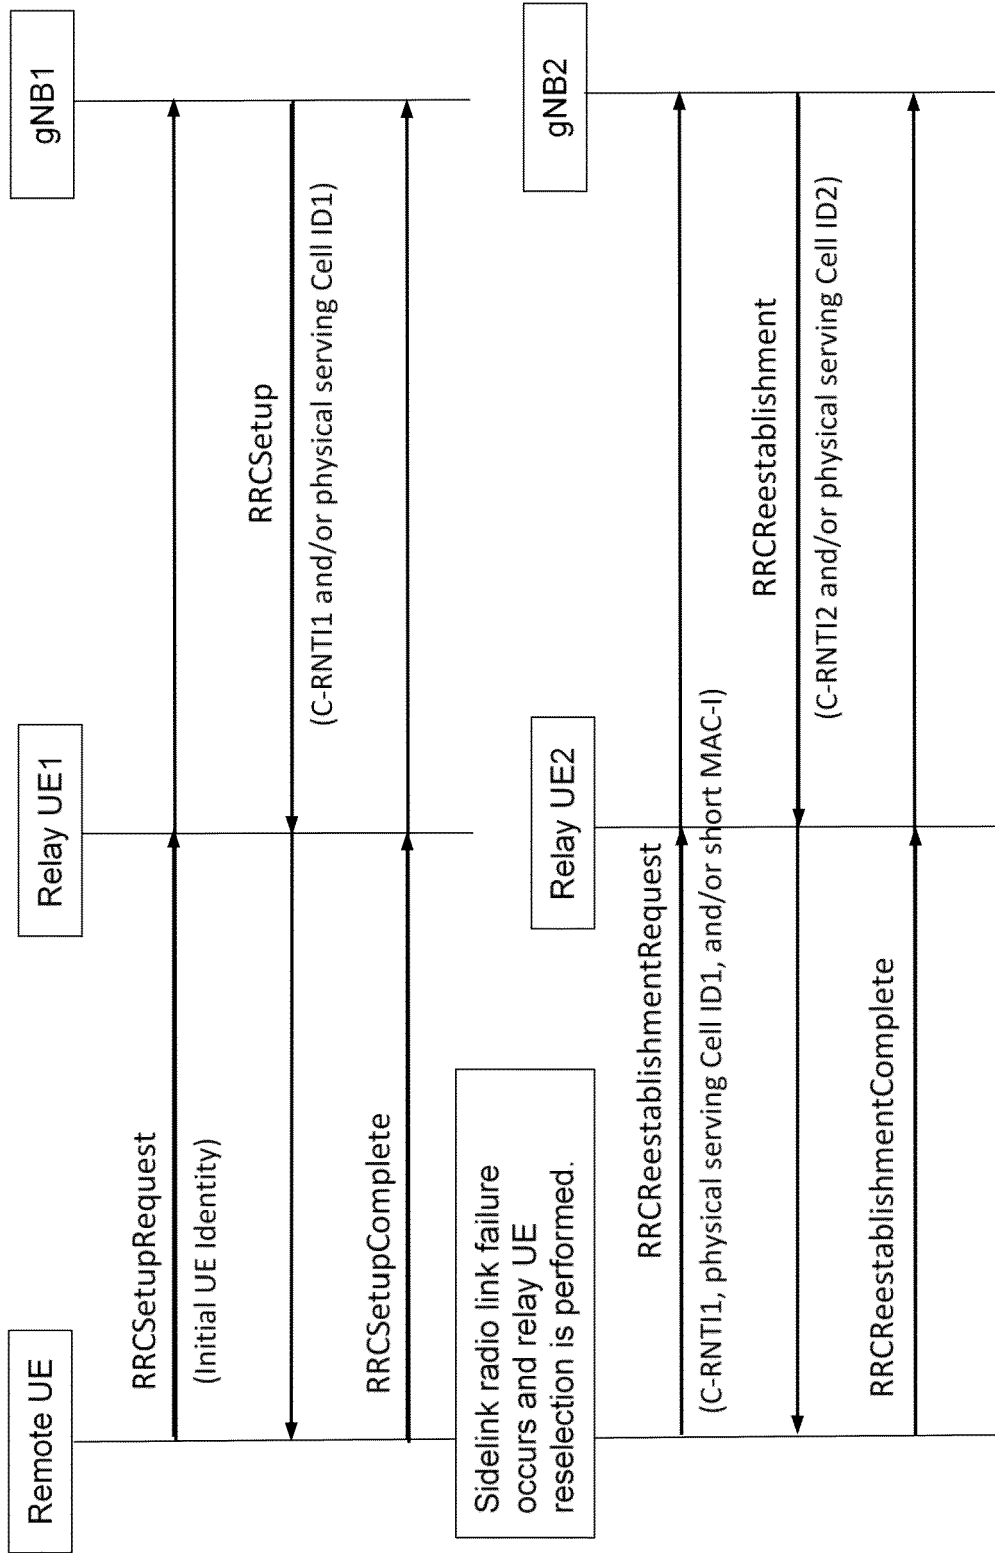 Remote UE
Relay UE1
gNB1
RRCSetupRequest
(Initial UE Identity)
RRCSetup
(C-RNTI1 and/or physical serving Cell ID1)
RRCSetupComplete
Sidelink radio link failure
occurs and relay UE
reselection is performed.
Relay UE2
gNB2
RRCReestablishmentRequest
(C-RNTI1, physical serving Cell ID1, and/or short MAC-I)
RRCReestablishment
(C-RNTI2 and/or physical serving Cell ID2)
RRCReestablishmentComplete